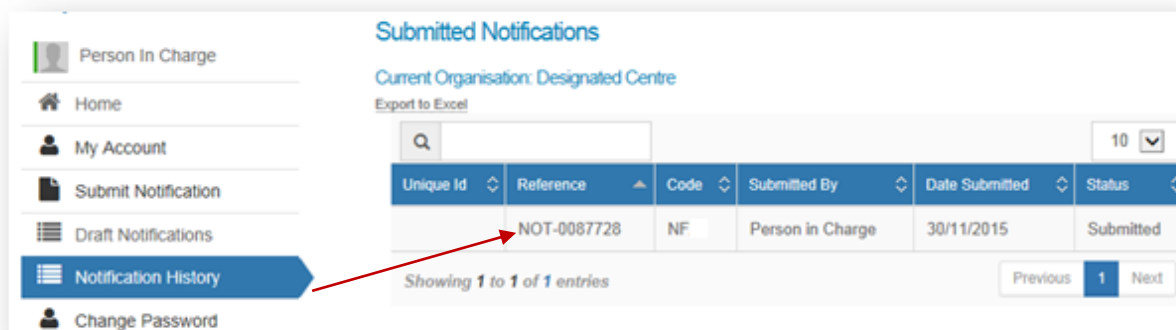 Person In Charge
Home
My Account
Submit Notification
Draft Notifications
Notification History
Change Password
Submitted Notifications
Current Organisation: Designated Centre
Export to Excel
10
Unique Id Reference Code Submitted By Date Submitted Status
NOT-0087728 NF Person in Charge 30/11/2015 Submitted
Showing 1 to 1 of 1 entries
Previous 1 Next